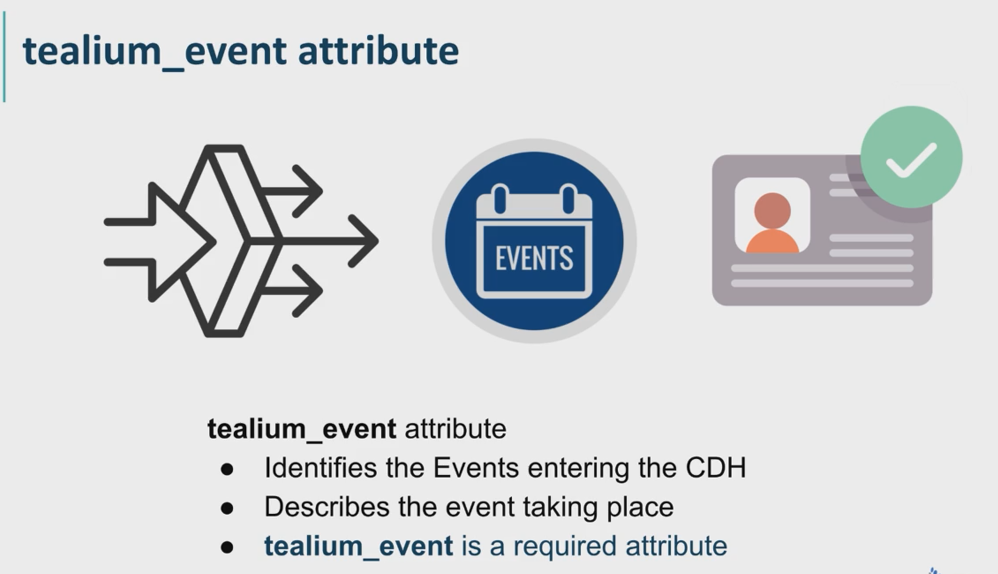 tealium_event attribute
EVENTS
tealium_event attribute
● Identifies the Events entering the CDH
● Describes the event taking place
● tealium_event is a required attribute